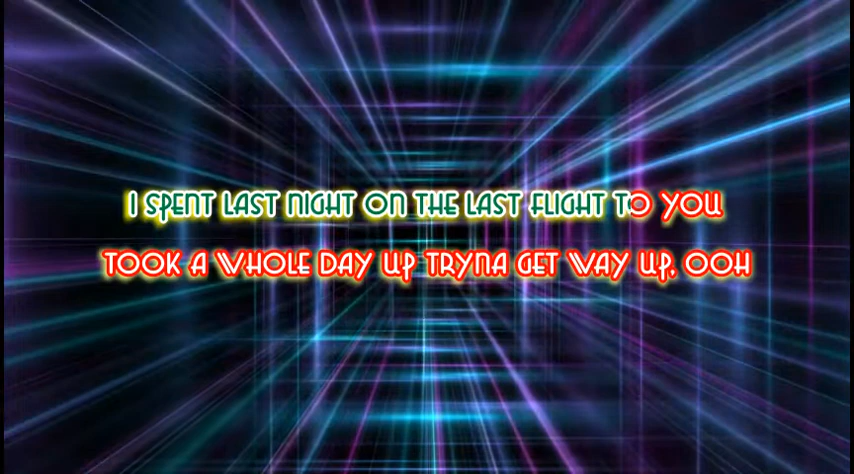 I SPENT LAST NIGHT ON THE LAST FLIGHT TO YOU
TOOK A WHOLE DAY UP TRYNA GET WAY UP, OOH